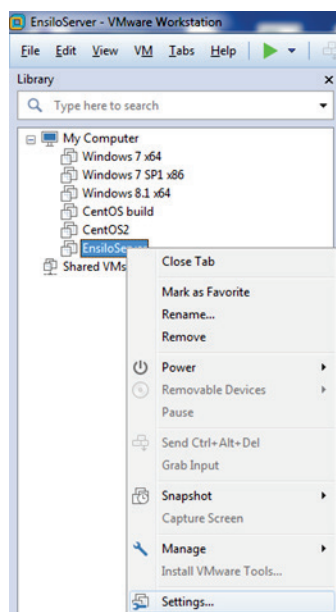 EnsiloServer - VMware Workstation
File Edit View VM Tabs Help
Library x
Type here to search
My Computer
Windows 7 x64
Windows 7 SP1 x86
Windows 8.1 x64
CentOS build
CentOS2
EnsiloServer
Shared VMs
Close Tab
Mark as Favorite
Rename...
Remove
Power
Removable Devices
Pause
Send Ctrl+Alt+Del
Grab Input
Snapshot
Capture Screen
Manage
Install VMware Tools...
Settings...